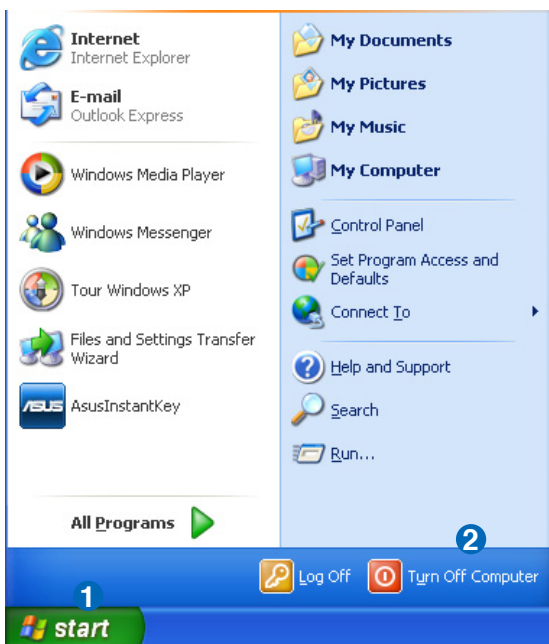 Internet
Internet Explorer
E-mail
Outlook Express
Windows Media Player
Windows Messenger
Tour Windows XP
Files and Settings Transfer
Wizard
ASUS AsusInstantKey
All Programs
My Documents
My Pictures
My Music
My Computer
Control Panel
Set Program Access and
Defaults
Connect To
Help and Support
Search
Run...
2
Log Off Turn Off Computer
1
start